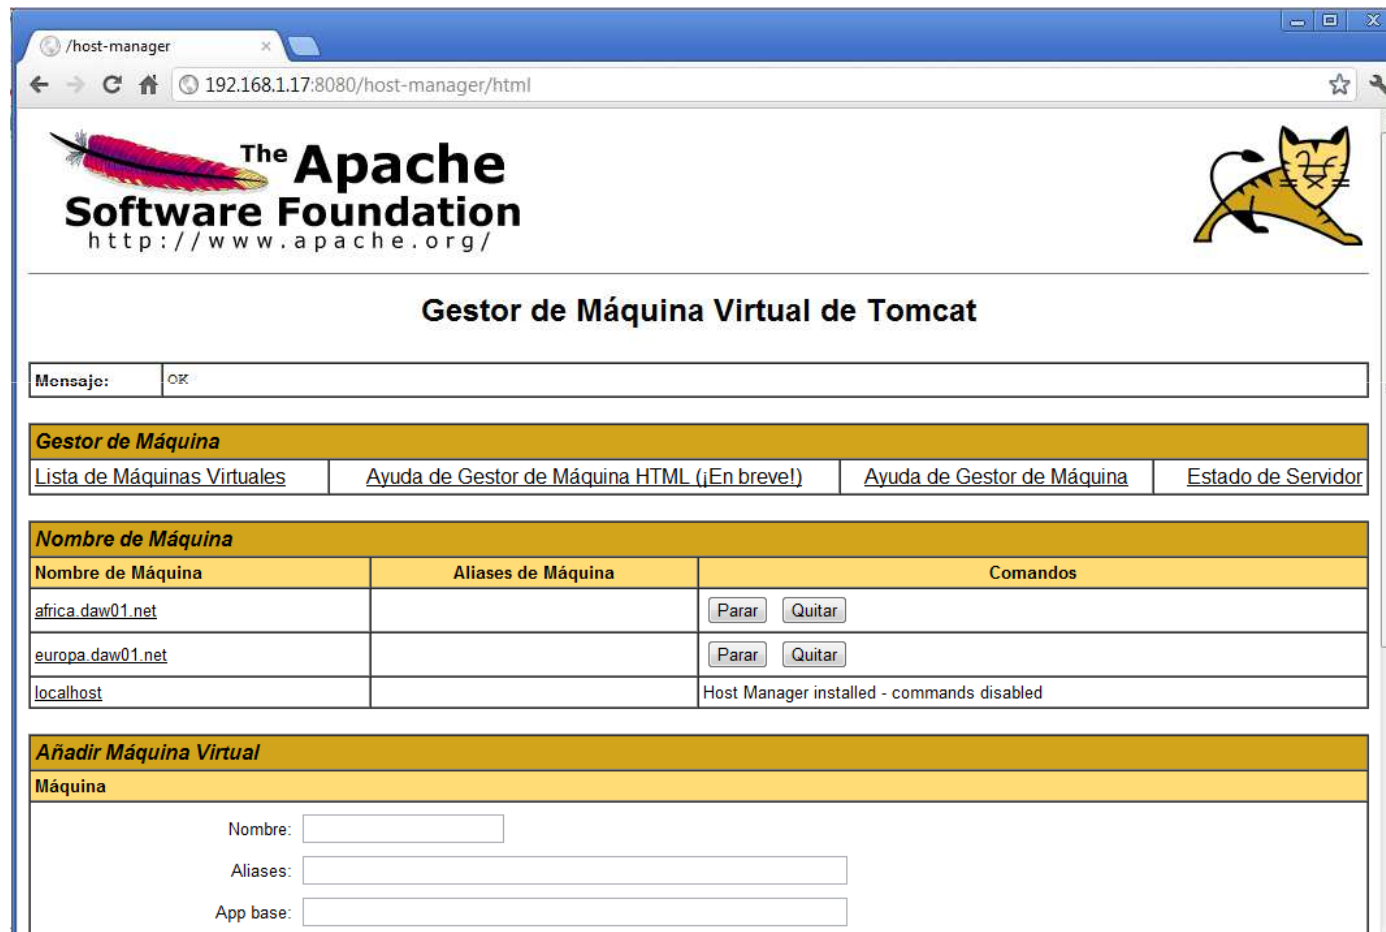 /host-manager
192.168.1.17:8080/host-manager/html
The Apache
Software Foundation
http://www.apache.org/
Gestor de Máquina Virtual de Tomcat
Mensaje: OK
Gestor de Máquina
Lista de Máquinas Virtuales Ayuda de Gestor de Máquina HTML (¡En breve!) Ayuda de Gestor de Máquina Estado de Servidor
Nombre de Máquina
Nombre de Máquina Aliases de Máquina Comandos
africa.daw01.net Parar Quitar
europa.daw01.net Parar Quitar
localhost Host Manager installed - commands disabled
Añadir Máquina Virtual
Máquina
Nombre:
Aliases:
App base: